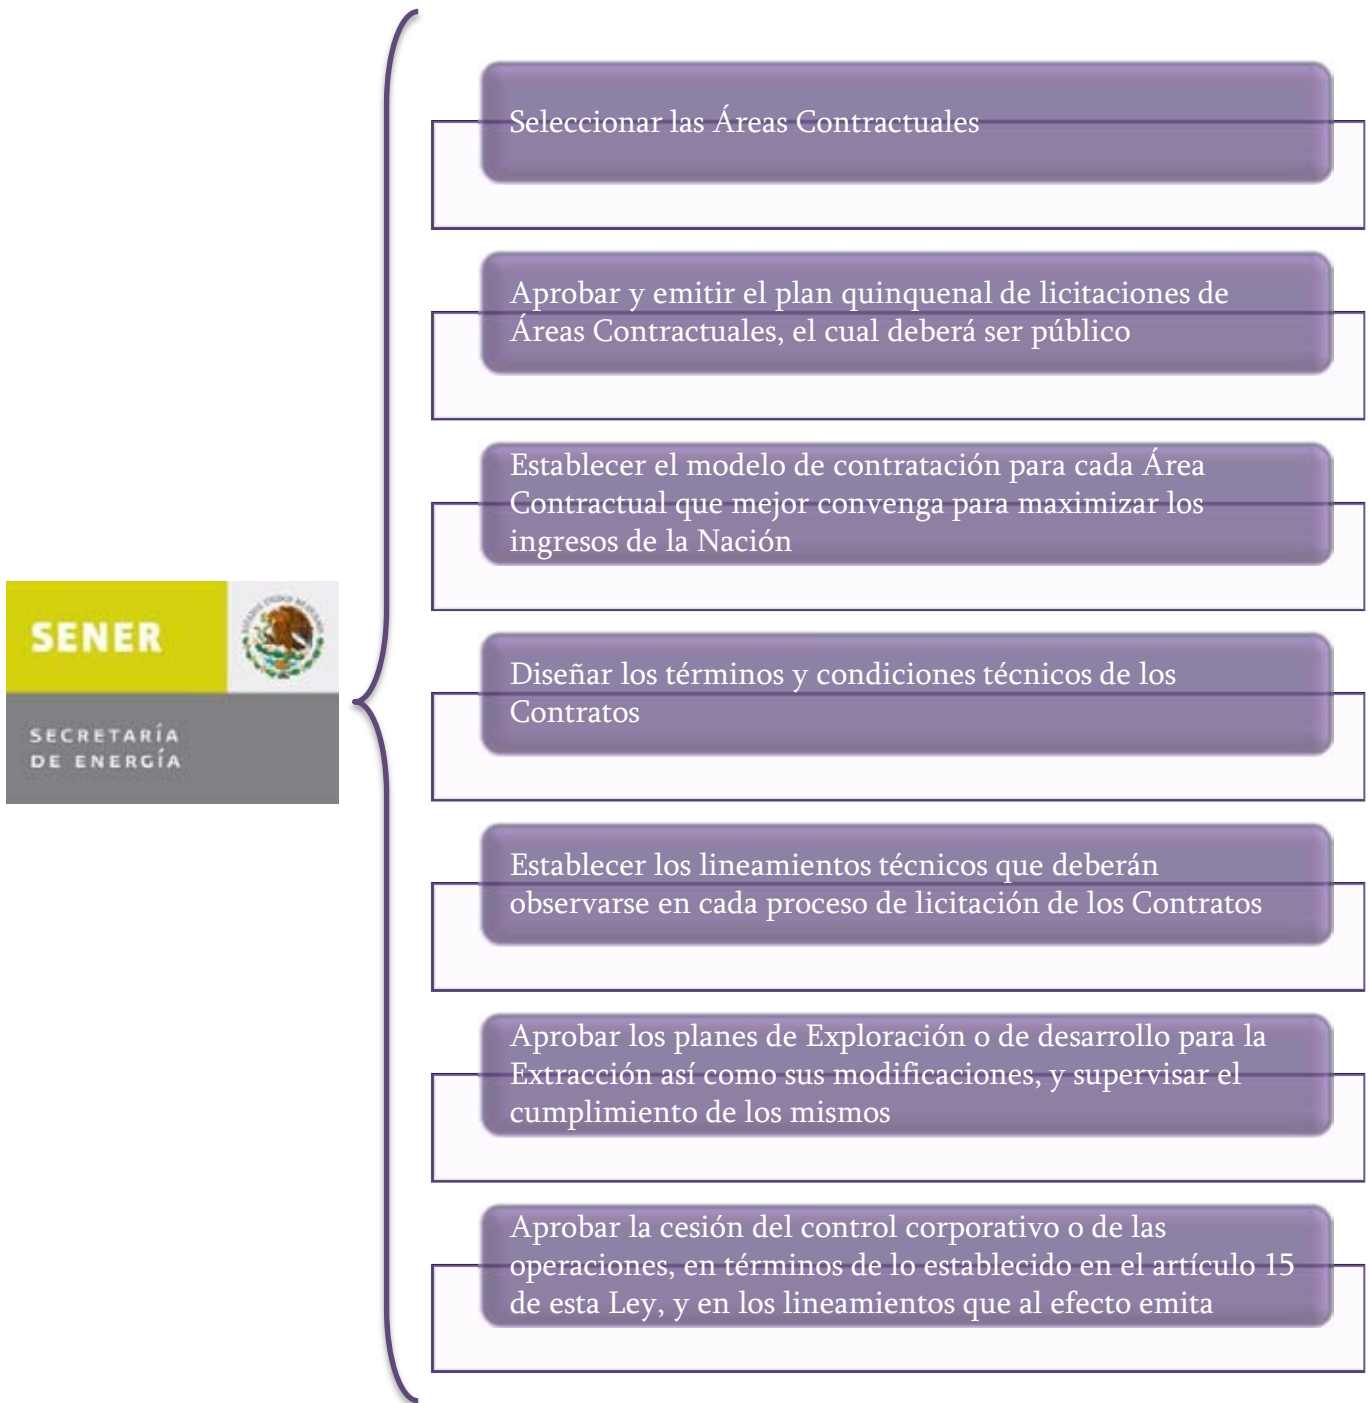 Seleccionar las Áreas Contractuales
Aprobar y emitir el plan quinquenal de licitaciones de
Áreas Contractuales, el cual deberá ser público
Establecer el modelo de contratación para cada Área
Contractual que mejor convenga para maximizar los
ingresos de la Nación
SENER
SECRETARÍA
DE ENERGÍA
Diseñar los términos y condiciones técnicos de los
Contratos
Establecer los lineamientos técnicos que deberán
observarse en cada proceso de licitación de los Contratos
Aprobar los planes de Exploración o de desarrollo para la
Extracción así como sus modificaciones, y supervisar el
cumplimiento de los mismos
Aprobar la cesión del control corporativo o de las
operaciones, en términos de lo establecido en el artículo 15
de esta Ley, y en los lineamientos que al efecto emita